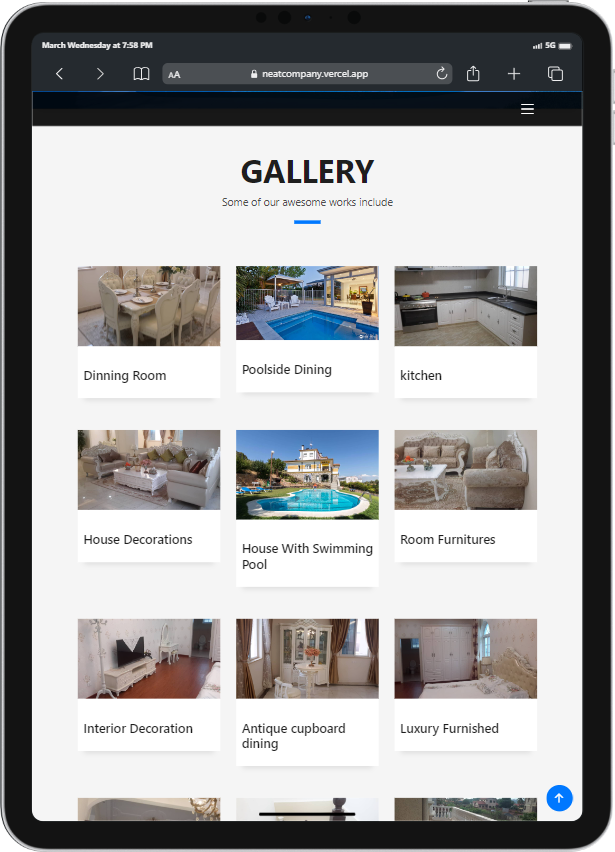 March Wednesday at 7:58 PM
5G
AA
neatcompany.vercel.app
GALLERY
Some of our awesome works include
Dinning Room
Poolside Dining
kitchen
House Decorations
House With Swimming
Pool
Room Furnitures
Interior Decoration
Antique cupboard
dining
Luxury Furnished